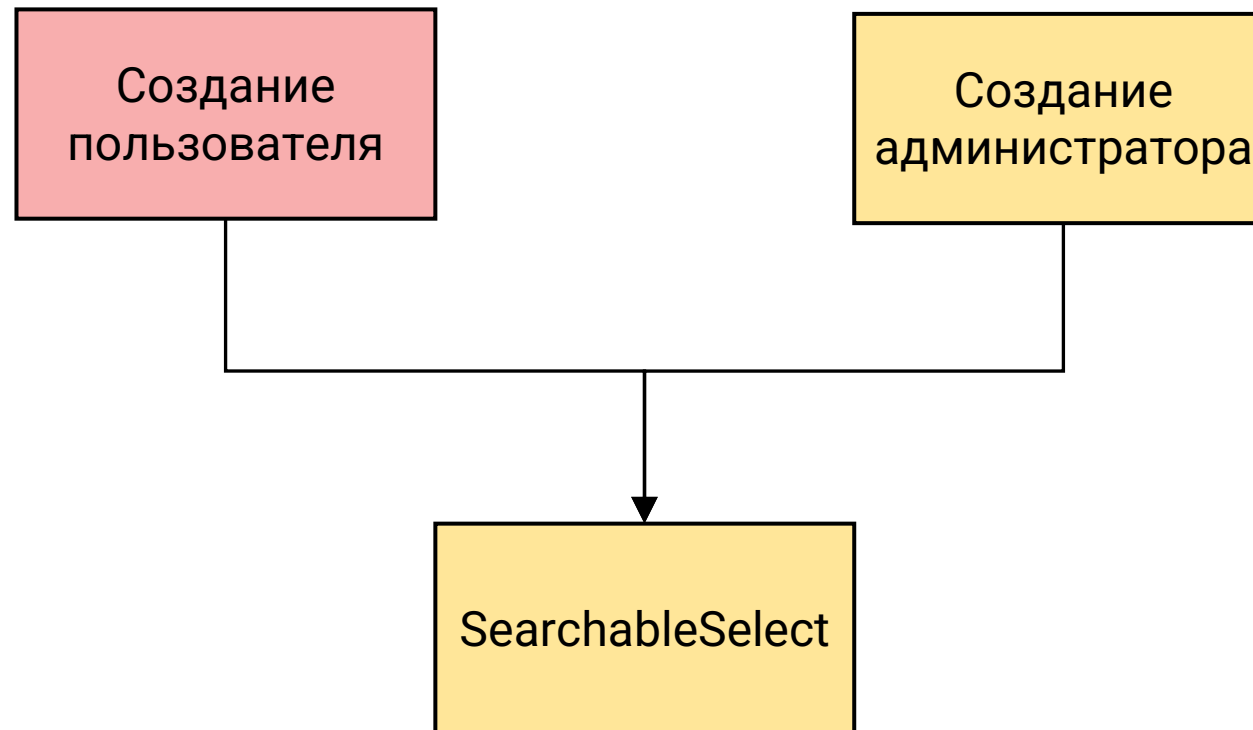 Создание
пользователя
Создание
администратора
SearchableSelect